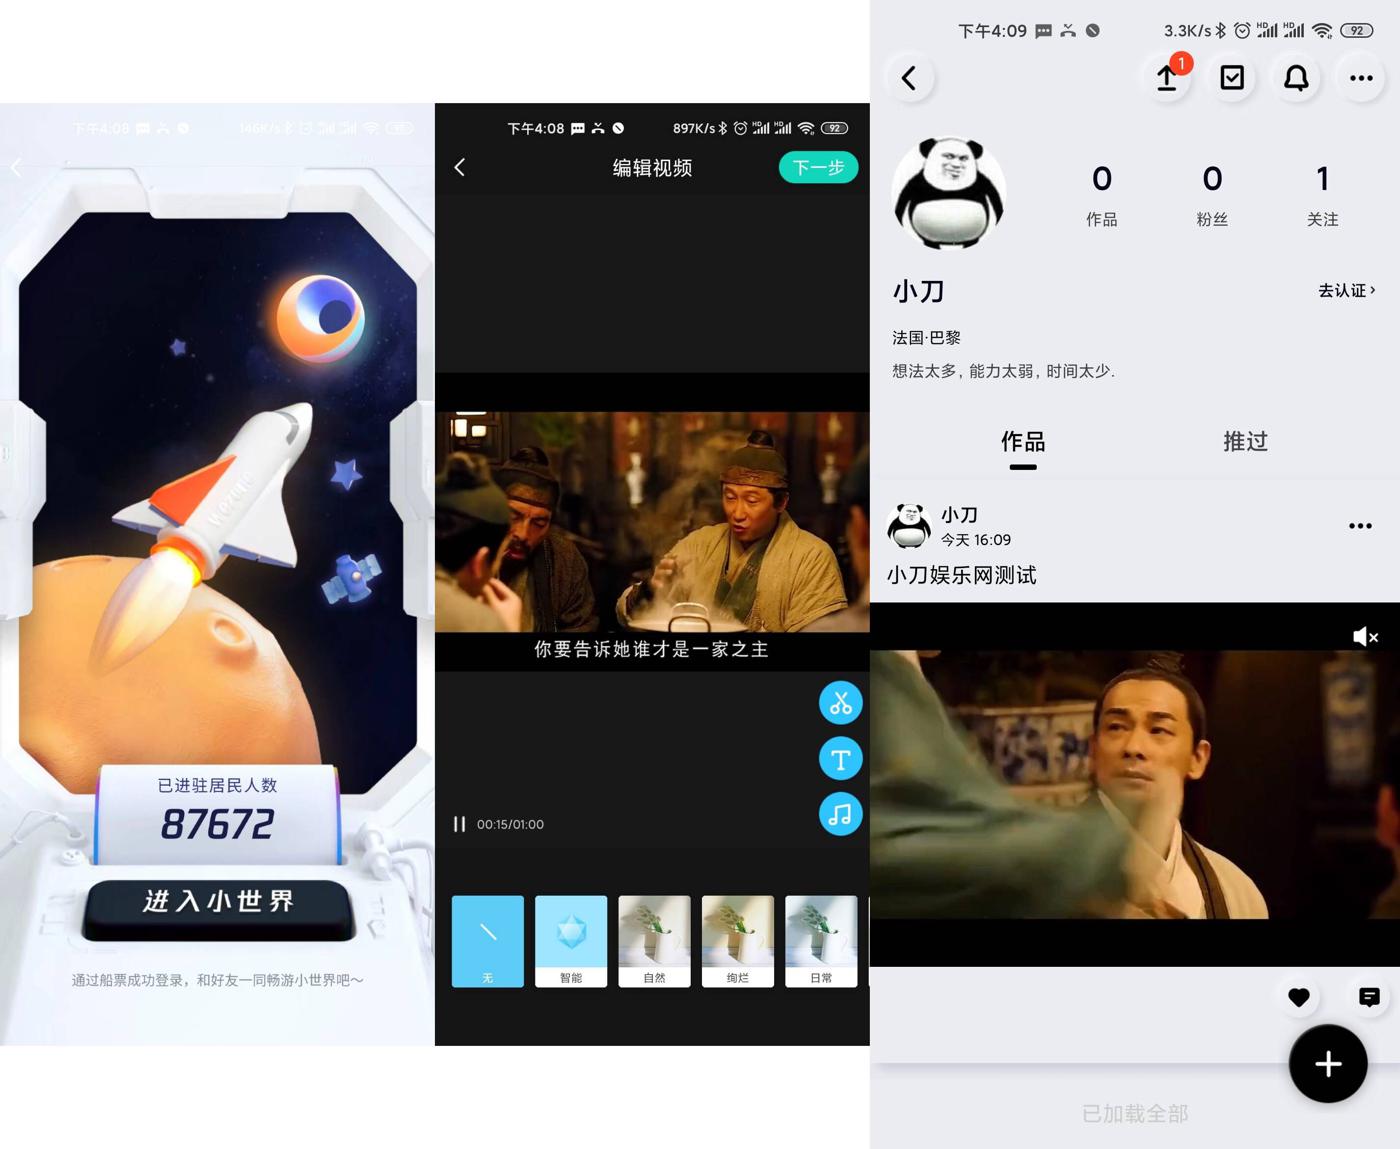 下午4:08
146K/s
wezone
已进驻居民人数
87672
进入小世界
通过船票成功登录，和好友一同畅游小世界吧～
下午4:08
897K/s
HD
HD
92
编辑视频
下一步
你要告诉她谁才是一家之主
T
00:15/01:00
无
智能
自然
绚烂
日常
下午4:09
3.3K/s
HD
HD
92
1
0
0
1
作品
粉丝
关注
小刀
去认证
法国·巴黎
想法太多, 能力太弱, 时间太少.
作品
推过
小刀
今天 16:09
小刀娱乐网测试
已加载全部